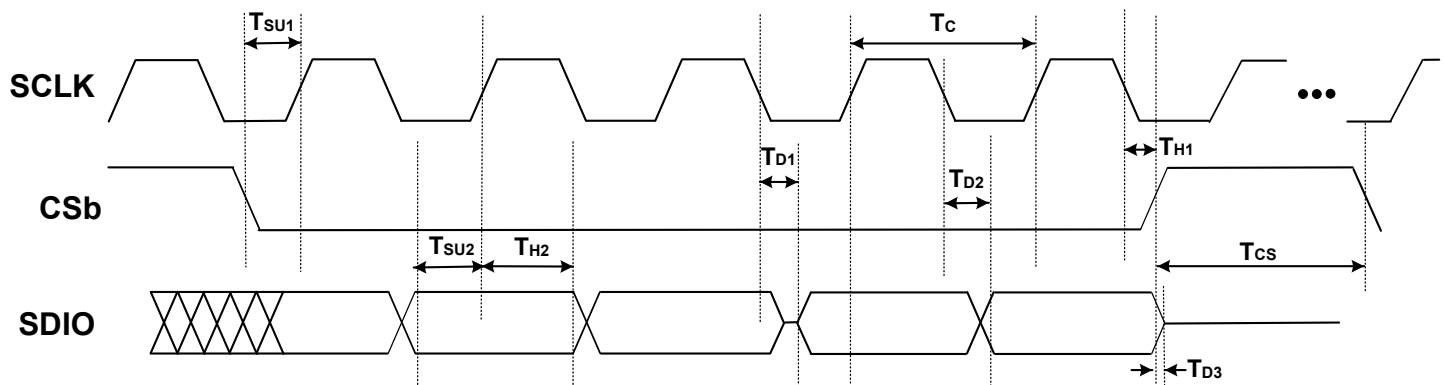 TSU1
TC
SCLK
•••
TD1
TH1
TD2
CSb
TSU2
TH2
TCS
SDIO
TD3